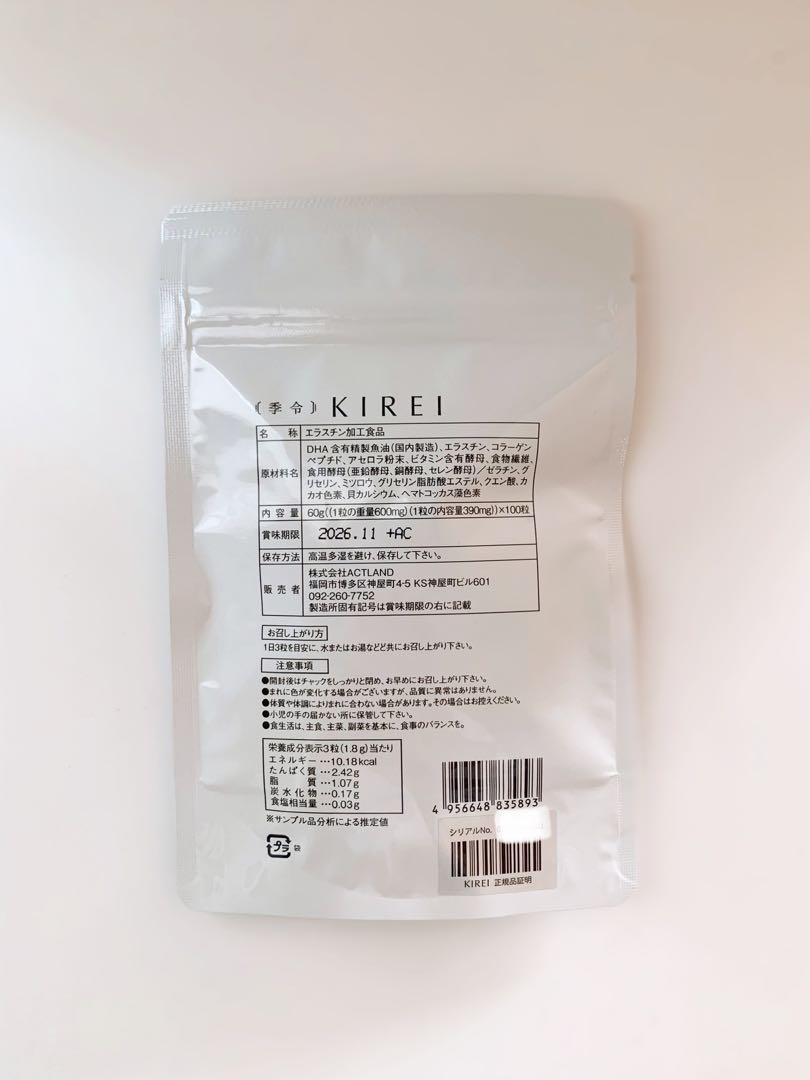 〘季令〙 KIREI
名称 エラスチン加工食品
原材料名 DHA含有精製魚油(国内製造)、エラスチン、コラーゲン
ペプチド、アセロラ粉末、ビタミン含有酵母、食物繊維、
食用酵母(亜鉛酵母、銅酵母、セレン酵母)/ゼラチン、グ
リセリン、ミツロウ、グリセリン脂肪酸エステル、クエン酸、カ
カオ色素、貝カルシウム、ヘマトコッカス藻色素
内容量 60g((1粒の重量600mg)(1粒の内容量390mg))×100粒
賞味期限 2026.11 +AC
保存方法 高温多湿を避け、保存して下さい。
販売者 株式会社ACTLAND
福岡市博多区神屋町4-5 KS神屋町ビル601
092-260-7752
製造所固有記号は賞味期限の右に記載
お召し上がり方
1日3粒を目安に、水またはお湯などと共にお召し上がり下さい。
注意事項
●開封後はチャックをしっかりと閉め、お早めにお召し上がり下さい。
●まれに色が変化する場合がございますが、品質に異常はありません。
●体質や体調によりまれに合わない場合があります。その場合はお控えください。
●小児の手の届かない所に保管して下さい。
●食生活は、主食、主菜、副菜を基本に、食事のバランスを。
栄養成分表示3粒(1.8g)当たり
エネルギー…10.18kcal
たんぱく質…2.42g
脂質…1.07g
炭水化物…0.17g
食塩相当量…0.03g
※サンプル品分析による推定値
プラ 袋
4 956648 835893
シリアルNo.
KIREI 正規品証明